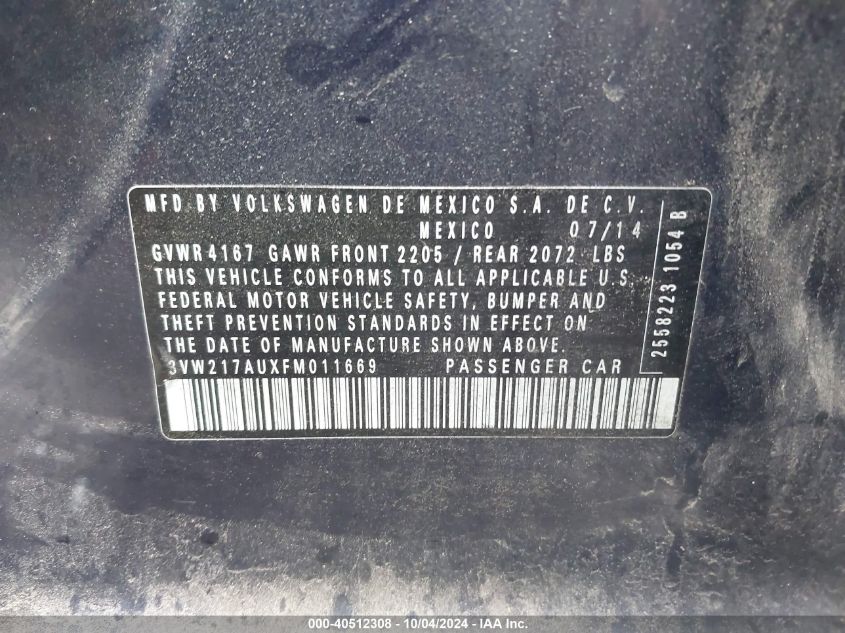 MFD BY VOLKSWAGEN DE MEXICO S.A. DE C.V.
MEXICO 07/14
GVWR 4167 GAWR FRONT 2205 / REAR 2072 LBS
THIS VEHICLE CONFORMS TO ALL APPLICABLE U.S.
FEDERAL MOTOR VEHICLE SAFETY, BUMPER AND
THEFT PREVENTION STANDARDS IN EFFECT ON
THE DATE OF MANUFACTURE SHOWN ABOVE.
3VW217AUXFM011669 PASSENGER CAR
2558223 1054 B
000-40512308 - 10/04/2024 - IAA Inc.